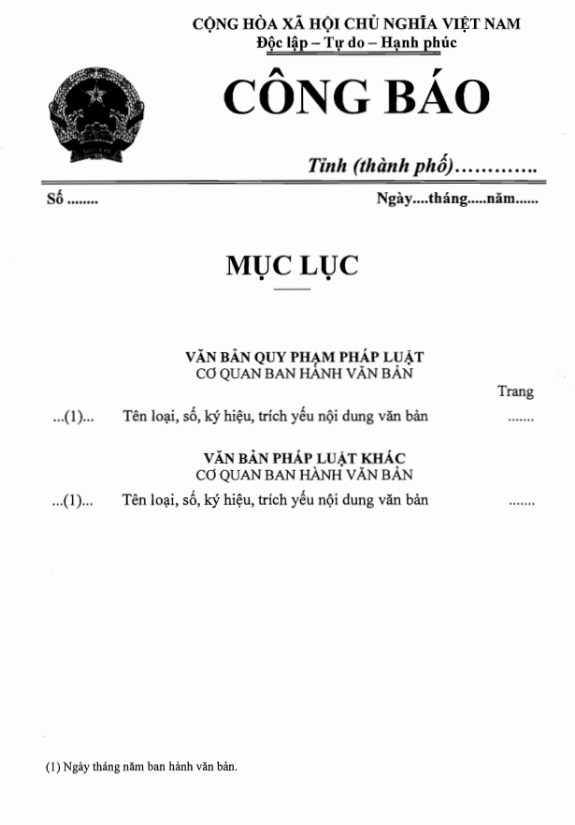 CỘNG HÒA XÃ HỘI CHỦ NGHĨA VIỆT NAM
Độc lập – Tự do – Hạnh phúc
CÔNG BÁO
Tỉnh (thành phố)………….
Số ........
Ngày....tháng.....năm......
MỤC LỤC
VĂN BẢN QUY PHẠM PHÁP LUẬT
CƠ QUAN BAN HÀNH VĂN BẢN
Trang
...(1)... Tên loại, số, ký hiệu, trích yếu nội dung văn bản .......
VĂN BẢN PHÁP LUẬT KHÁC
CƠ QUAN BAN HÀNH VĂN BẢN
...(1)... Tên loại, số, ký hiệu, trích yếu nội dung văn bản .......
(1) Ngày tháng năm ban hành văn bản.